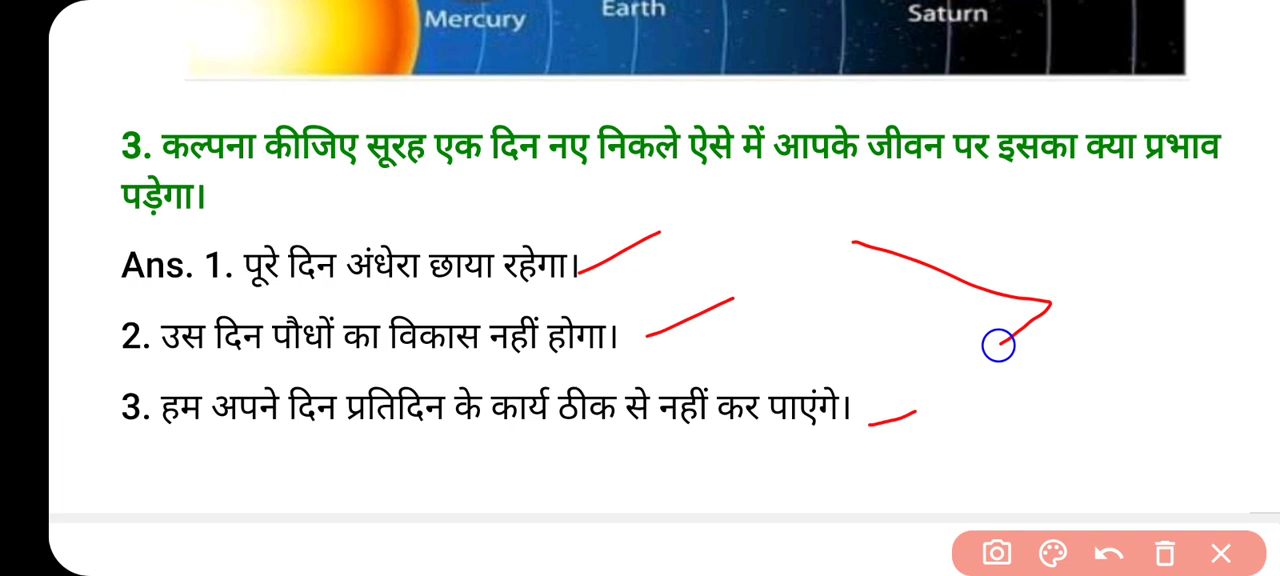 Mercury
Earth
Saturn
3. कल्पना कीजिए सूरह एक दिन नए निकले ऐसे में आपके जीवन पर इसका क्या प्रभाव
पड़ेगा।
Ans. 1. पूरे दिन अंधेरा छाया रहेगा।
2. उस दिन पौधों का विकास नहीं होगा।
3. हम अपने दिन प्रतिदिन के कार्य ठीक से नहीं कर पाएंगे।